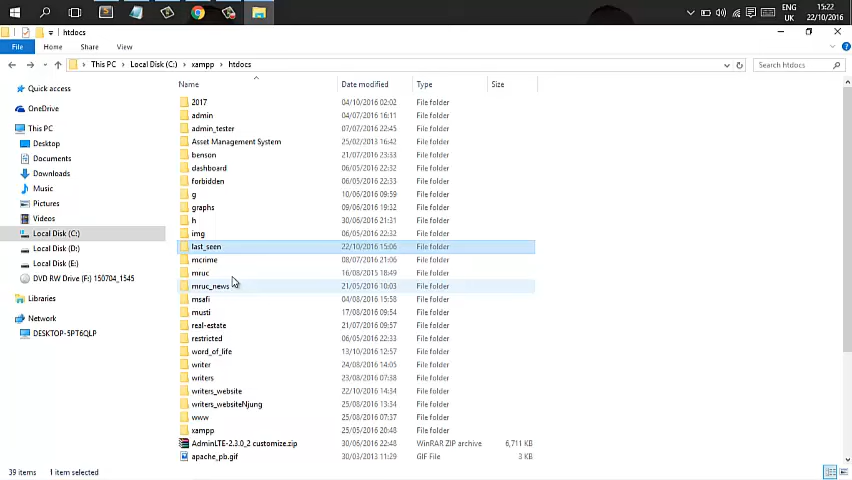 ENG
15:22
UK
22/10/2016
htdocs
File
Home
Share
View
This PC
Local Disk (C:)
xampp
htdocs
Search htdocs
Name
Date modified
Type
Size
Quick access
OneDrive
This PC
Desktop
Documents
Downloads
Music
Pictures
Videos
Local Disk (C:)
Local Disk (D:)
Local Disk (E:)
DVD RW Drive (F:) 150704_1545
Libraries
Network
DESKTOP-5PT6QLP
2017 04/10/2016 02:02 File folder
admin 04/07/2016 16:11 File folder
admin_tester 07/07/2016 22:45 File folder
Asset Management System 25/02/2013 16:42 File folder
benson 21/07/2016 23:33 File folder
dashboard 06/05/2016 22:32 File folder
forbidden 06/05/2016 22:33 File folder
g 10/06/2016 09:59 File folder
graphs 09/06/2016 19:32 File folder
h 30/06/2016 21:31 File folder
img 06/05/2016 22:32 File folder
last_seen 22/10/2016 15:06 File folder
mcrime 08/07/2016 21:06 File folder
mruc 16/08/2015 18:49 File folder
mruc_news 21/05/2016 10:03 File folder
msafi 04/08/2016 15:58 File folder
musti 17/08/2016 09:54 File folder
real-estate 21/07/2016 09:57 File folder
restricted 06/05/2016 22:33 File folder
word_of_life 13/10/2016 12:57 File folder
writer 24/08/2016 14:05 File folder
writers 23/08/2016 07:38 File folder
writers_website 22/10/2016 14:34 File folder
writers_websiteNjung 25/08/2016 13:34 File folder
www 25/08/2016 07:37 File folder
xampp 25/05/2016 20:48 File folder
AdminLTE-2.3.0_2 customize.zip 30/06/2016 22:48 WinRAR ZIP archive 6,711 KB
apache_pb.gif 30/03/2013 11:29 GIF File 3 KB
39 items
1 item selected